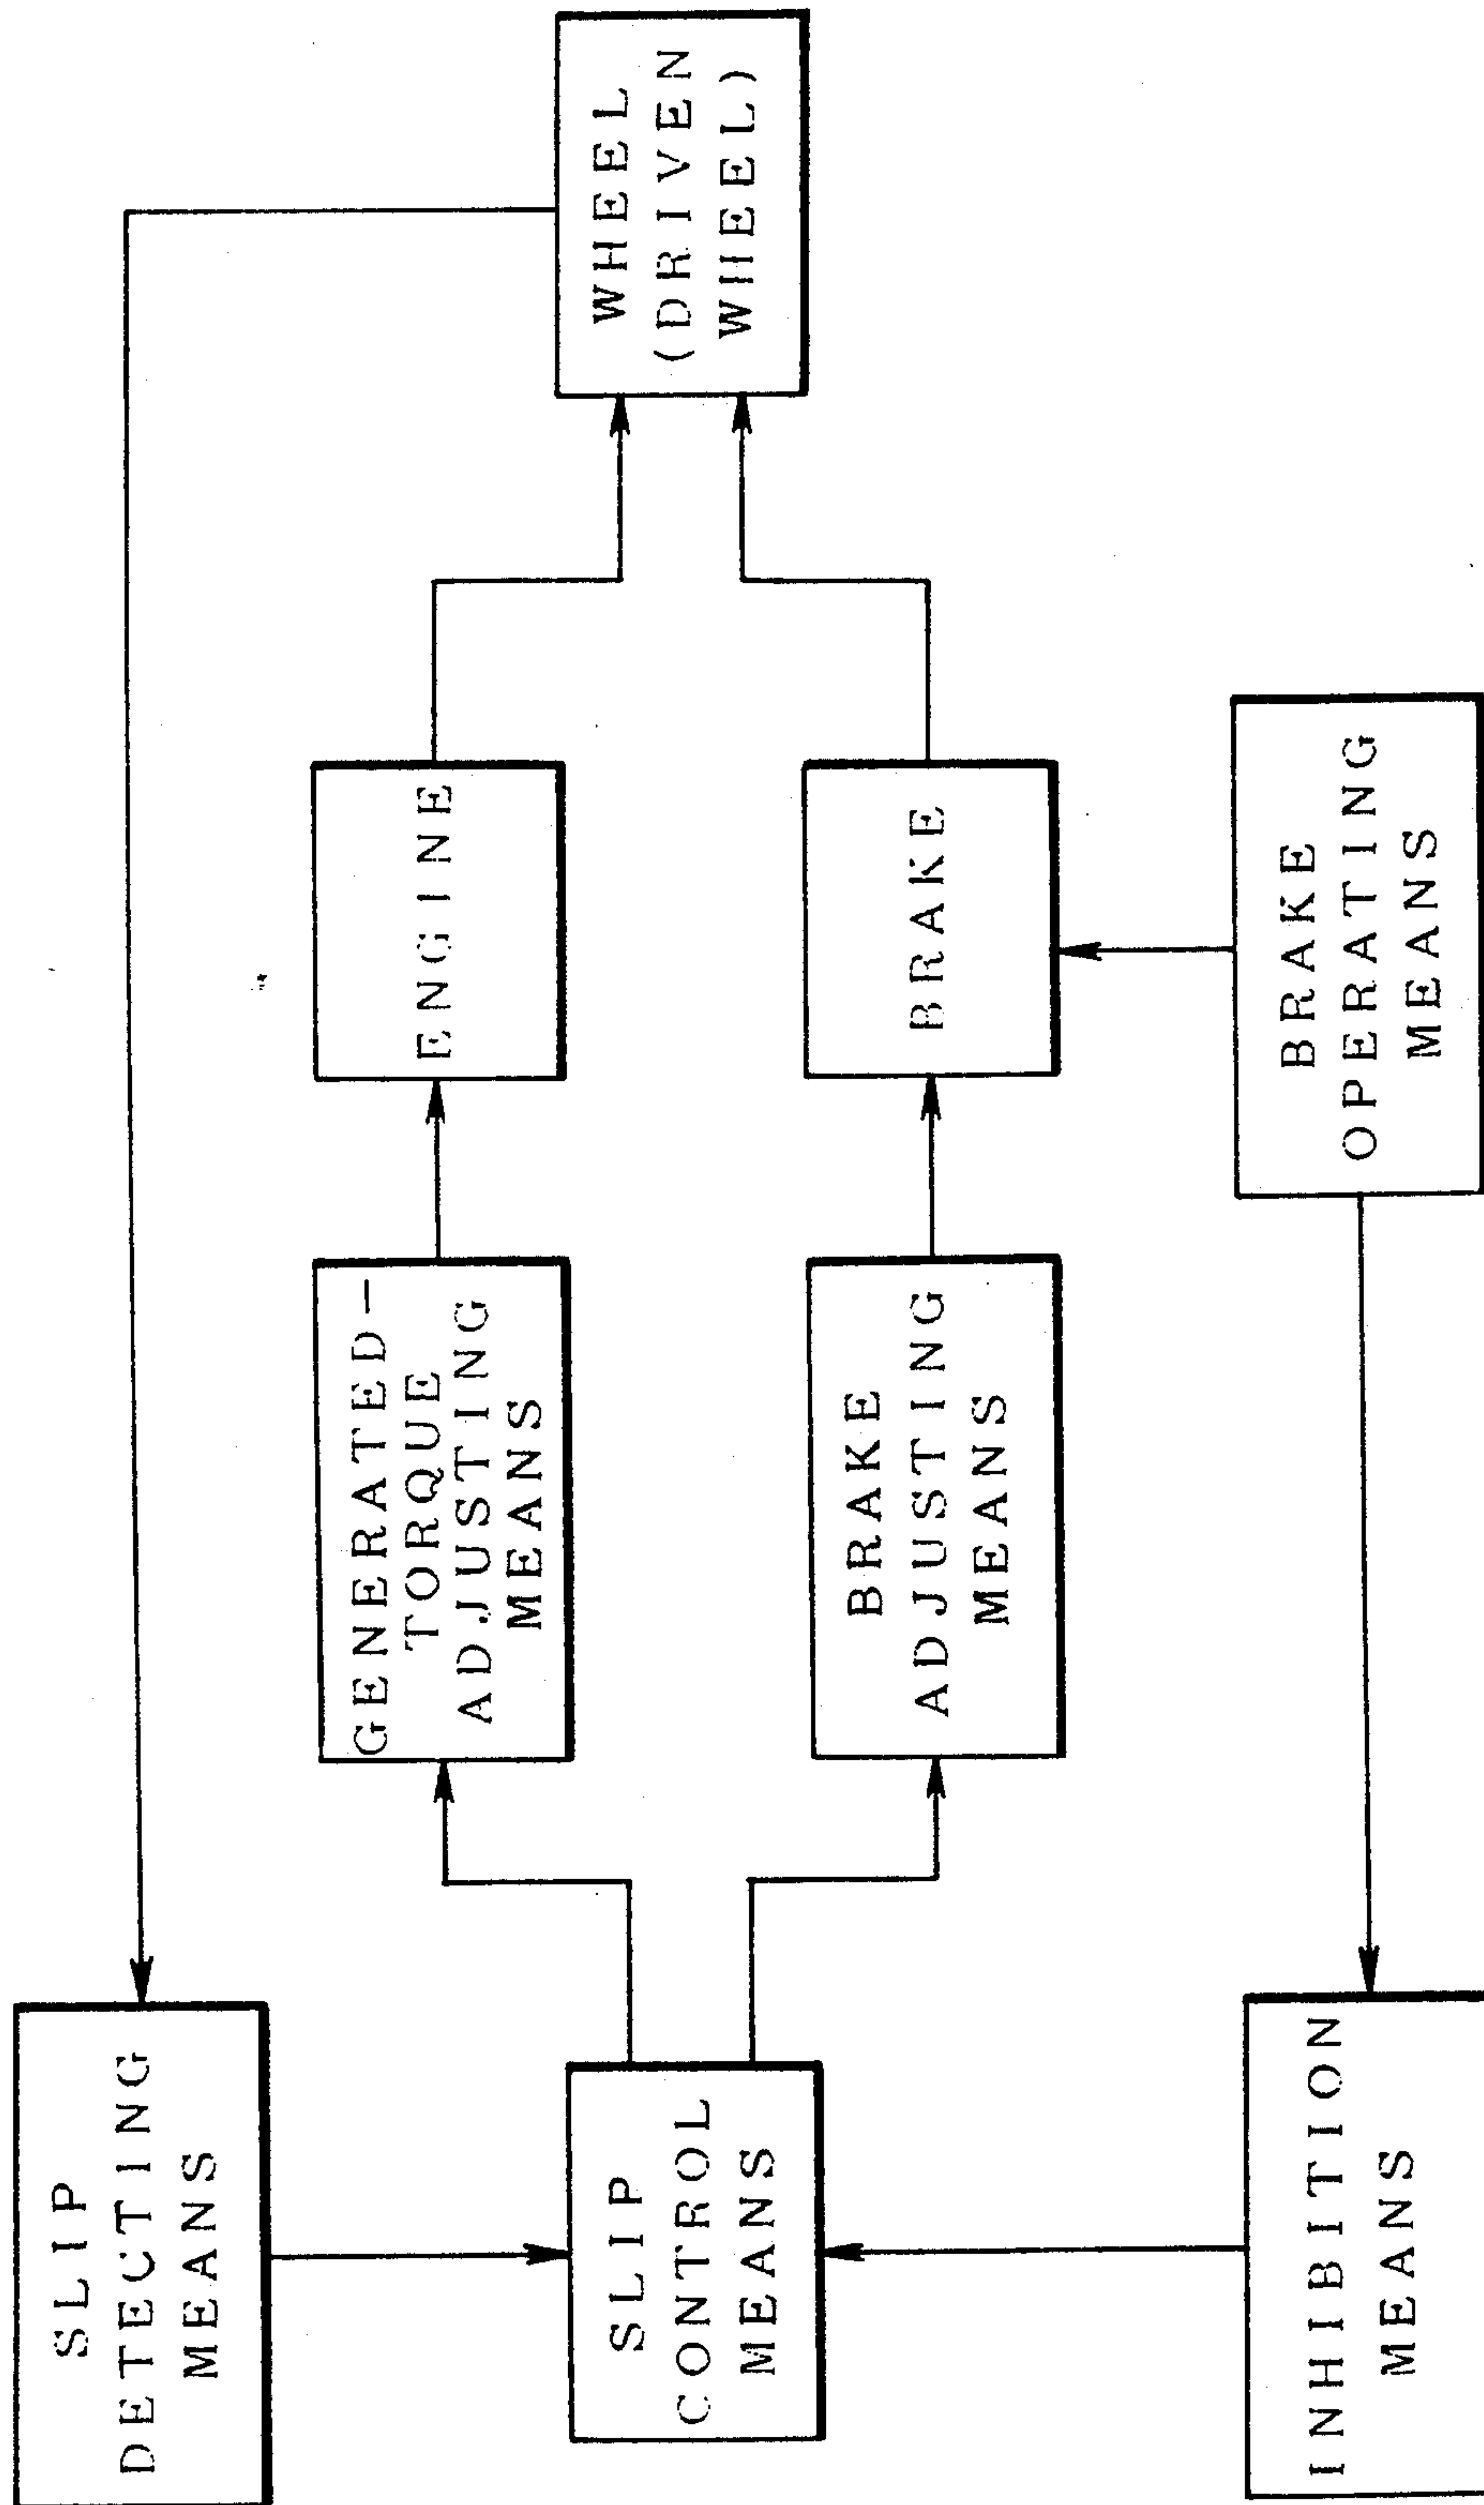 SLIP
DETECTING
MEANS
SLIP
CONTROL
MEANS
INHIBITION
MEANS
GENERATED-
TORQUE
ADJUSTING
MEANS
BRAKE
ADJUSTING
MEANS
ENGINE
BRAKE
BRAKE
OPERATING
MEANS
WHEEL
(DRIVEN
WHEEL)